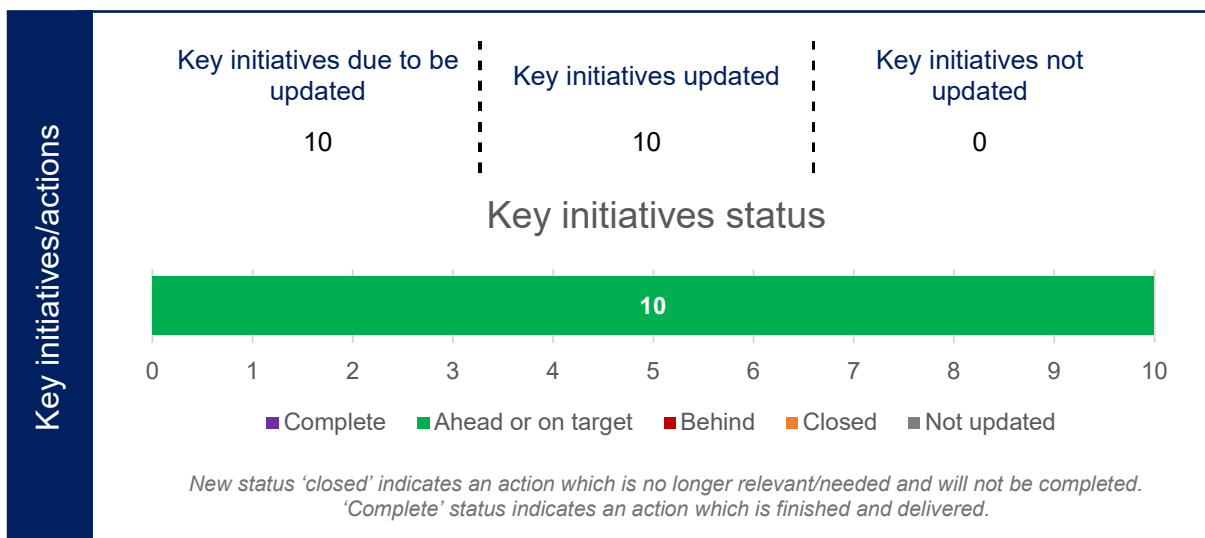 Key initiatives/actions
Key initiatives due to be
updated
10
Key initiatives updated
10
Key initiatives not
updated
0
Key initiatives status
10
0 1 2 3 4 5 6 7 8 9 10
Complete Ahead or on target Behind Closed Not updated
New status ‘closed’ indicates an action which is no longer relevant/needed and will not be completed.
‘Complete’ status indicates an action which is finished and delivered.